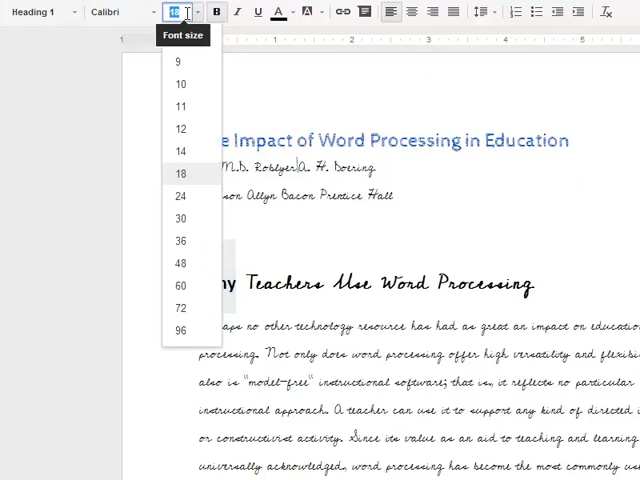 Heading 1 Calibri 18 B I U A A
Font size
1 1 2 3 4 5
9
10
11
12
14
18
24
30
36
48
60
72
96
e Impact of Word Processing in Education
M.D. Roblyer A. H. Doering
son Allyn Bacon Prentice Hall
hy Teachers Use Word Processing
aps no other technology resource has had as great an impact on education
processing. Not only does word processing offer high versatility and flexibi
also is "model-free" instructional software; that is, it reflects no particular
instructional approach. A teacher can use it to support any kind of directed i
or constructivist activity. Since its value as an aid to teaching and learning
universally acknowledged, word processing has become the most commonly us